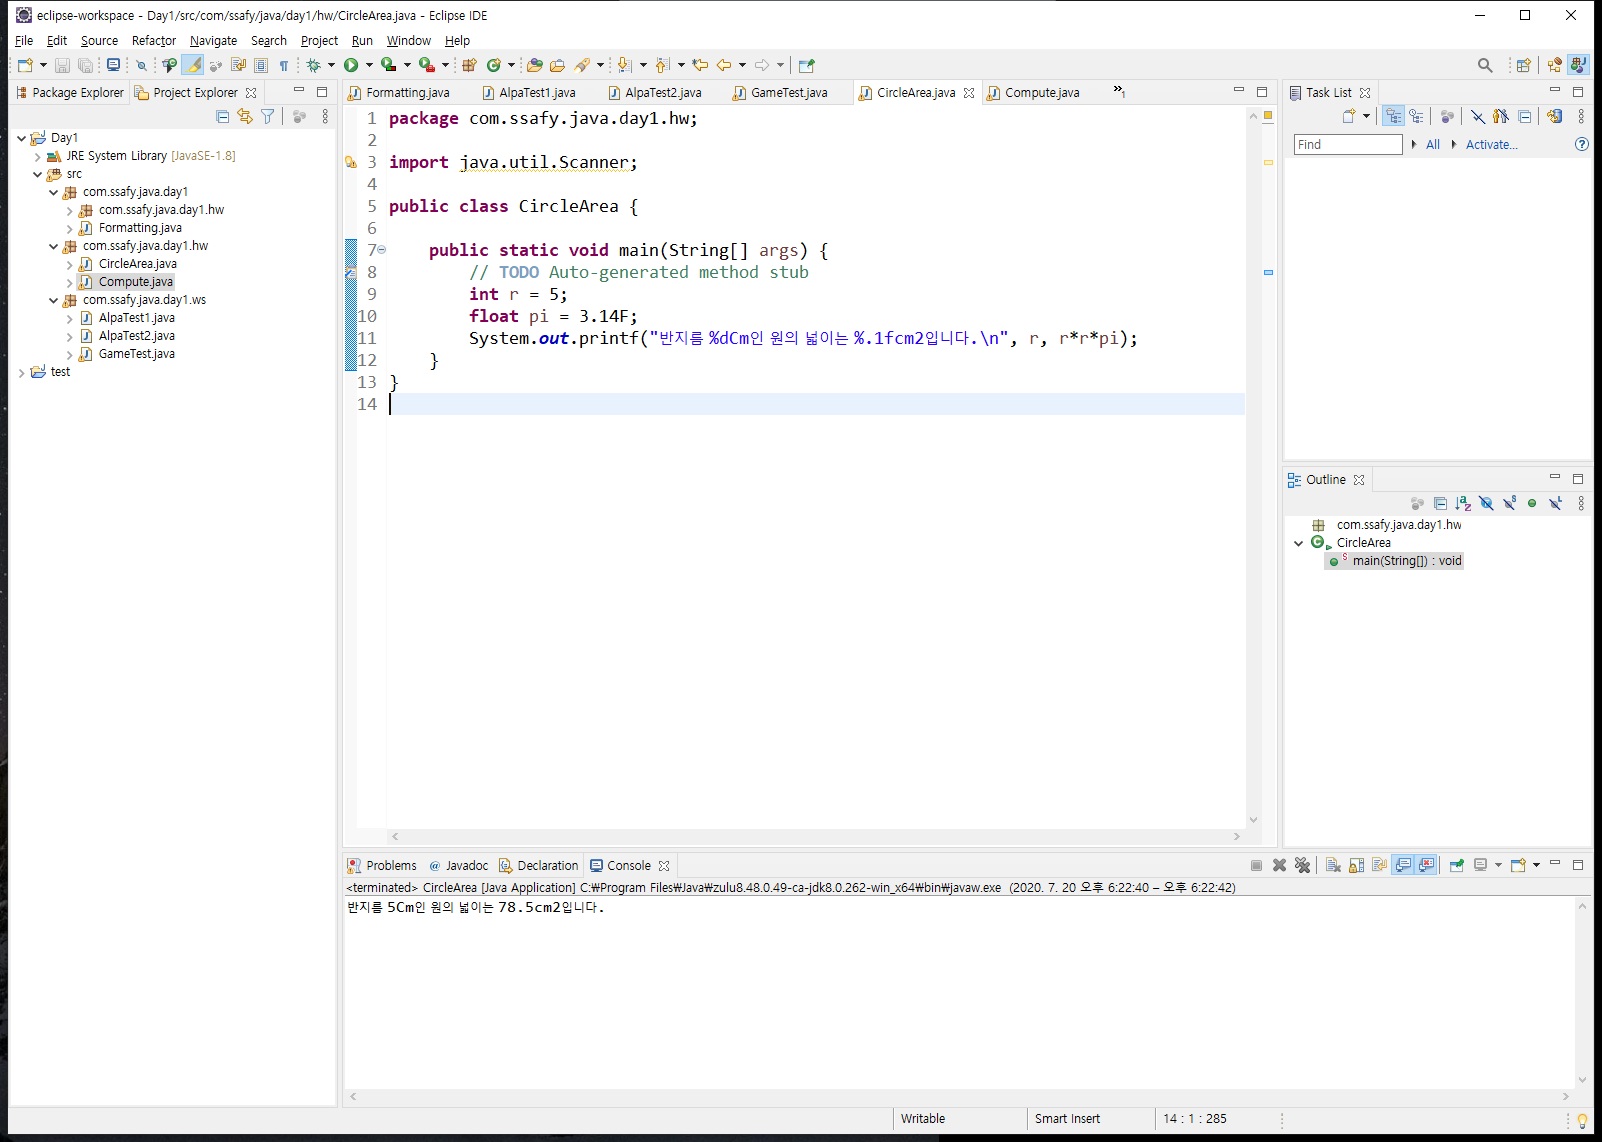 eclipse-workspace - Day1/src/com/ssafy/java/day1/hw/CircleArea.java - Eclipse IDE
File Edit Source Refactor Navigate Search Project Run Window Help
Package Explorer Project Explorer
Day1
JRE System Library [JavaSE-1.8]
src
com.ssafy.java.day1
com.ssafy.java.day1.hw
Formatting.java
com.ssafy.java.day1.hw
CircleArea.java
Compute.java
com.ssafy.java.day1.ws
AlpaTest1.java
AlpaTest2.java
GameTest.java
test
Formatting.java AlpaTest1.java AlpaTest2.java GameTest.java CircleArea.java Compute.java »1
1 package com.ssafy.java.day1.hw;
2
3 import java.util.Scanner;
4
5 public class CircleArea {
6
7 public static void main(String[] args) {
8 // TODO Auto-generated method stub
9 int r = 5;
10 float pi = 3.14F;
11 System.out.printf("반지름 %dCm인 원의 넓이는 %.1fcm2입니다.\n", r, r*r*pi);
12 }
13 }
14
Task List
Find All Activate...
Outline
com.ssafy.java.day1.hw
CircleArea
main(String[]) : void
Problems Javadoc Declaration Console
<terminated> CircleArea [Java Application] C:₩Program Files₩Java₩zulu8.48.0.49-ca-jdk8.0.262-win_x64₩bin₩javaw.exe (2020. 7. 20 오후 6:22:40 – 오후 6:22:42)
반지름 5Cm인 원의 넓이는 78.5cm2입니다.
Writable Smart Insert 14 : 1 : 285